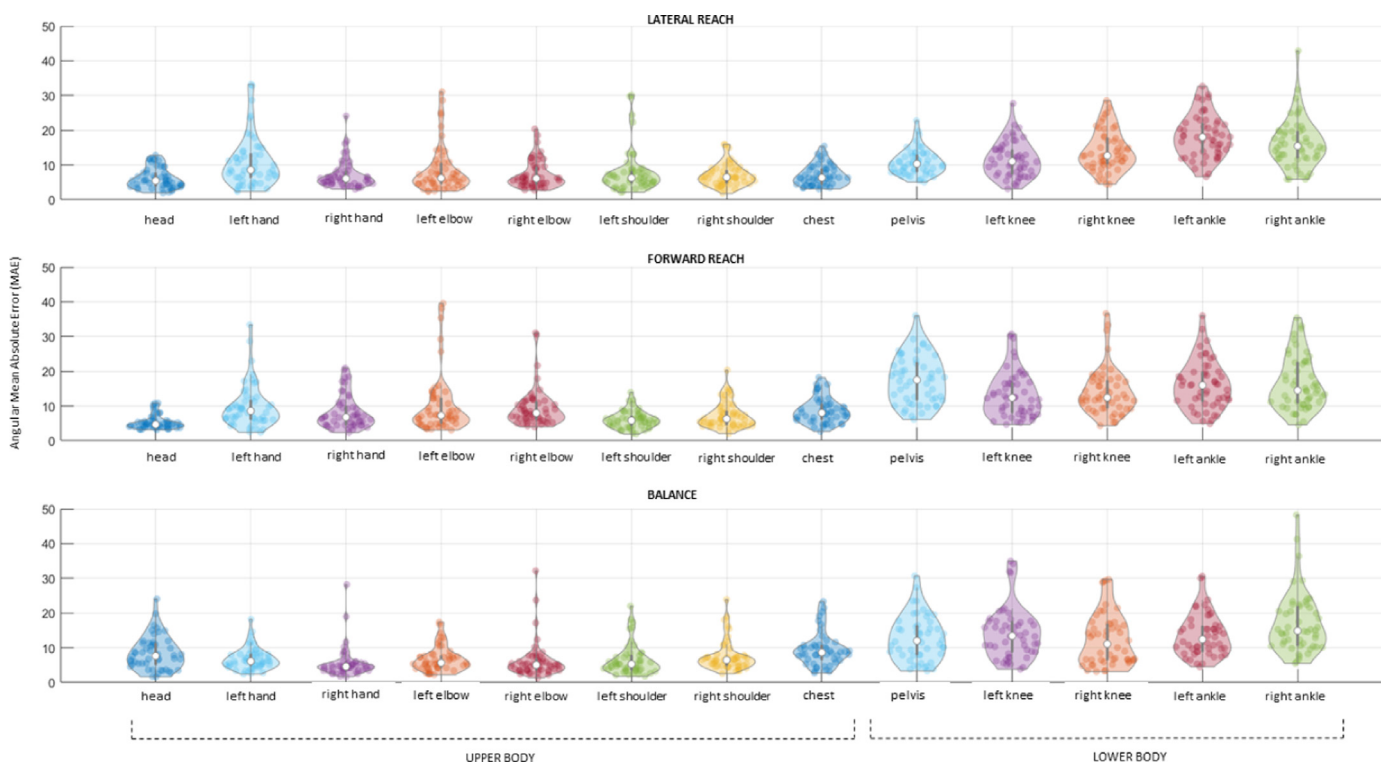 LATERAL REACH
50
40
30
20
10
0
head left hand right hand left elbow right elbow left shoulder right shoulder chest pelvis left knee right knee left ankle right ankle
Angular Mean Absolute Error (MAE)
FORWARD REACH
50
40
30
20
10
0
head left hand right hand left elbow right elbow left shoulder right shoulder chest pelvis left knee right knee left ankle right ankle
BALANCE
50
40
30
20
10
0
head left hand right hand left elbow right elbow left shoulder right shoulder chest pelvis left knee right knee left ankle right ankle
UPPER BODY LOWER BODY